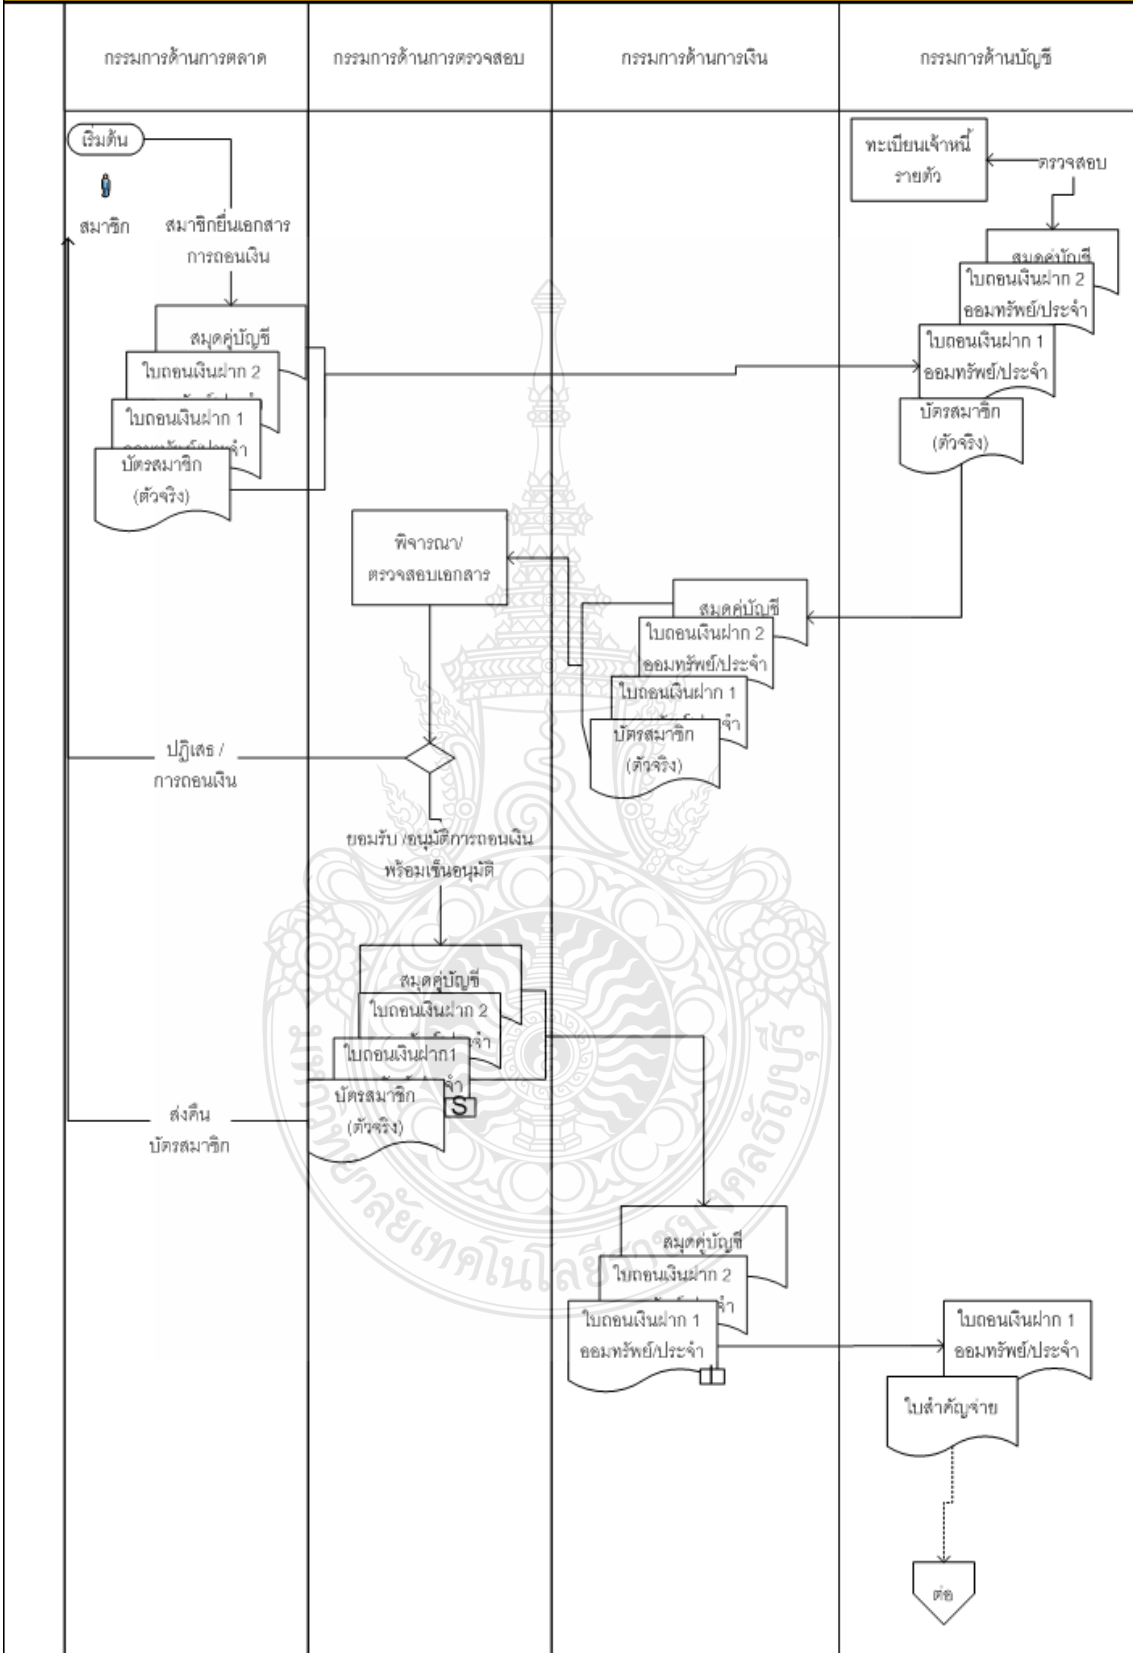 กรรมการด้านการตลาด
กรรมการด้านการตรวจสอบ
กรรมการด้านการเงิน
กรรมการด้านบัญชี
เริ่มต้น
สมาชิก
สมาชิกยื่นเอกสาร
การถอนเงิน
สมุดคู่บัญชี
ใบถอนเงินฝาก 2
ใบถอนเงินฝาก 1
บัตรสมาชิก
(ตัวจริง)
ทะเบียนเจ้าหนี้
รายตัว
ตรวจสอบ
สมุดคู่บัญชี
ใบถอนเงินฝาก 2
ออมทรัพย์/ประจำ
ใบถอนเงินฝาก 1
ออมทรัพย์/ประจำ
บัตรสมาชิก
(ตัวจริง)
พิจารณา/
ตรวจสอบเอกสาร
สมุดคู่บัญชี
ใบถอนเงินฝาก 2
ออมทรัพย์/ประจำ
ใบถอนเงินฝาก 1
บัตรสมาชิก
(ตัวจริง)
ปฏิเสธ /
การถอนเงิน
ยอมรับ /อนุมัติการถอนเงิน
พร้อมเซ็นอนุมัติ
สมุดคู่บัญชี
ใบถอนเงินฝาก 2
ใบถอนเงินฝาก1
บัตรสมาชิก
(ตัวจริง)
S
ส่งคืน
บัตรสมาชิก
สมุดคู่บัญชี
ใบถอนเงินฝาก 2
ใบถอนเงินฝาก 1
ออมทรัพย์/ประจำ
ใบถอนเงินฝาก 1
ออมทรัพย์/ประจำ
ใบสำคัญจ่าย
ต่อ